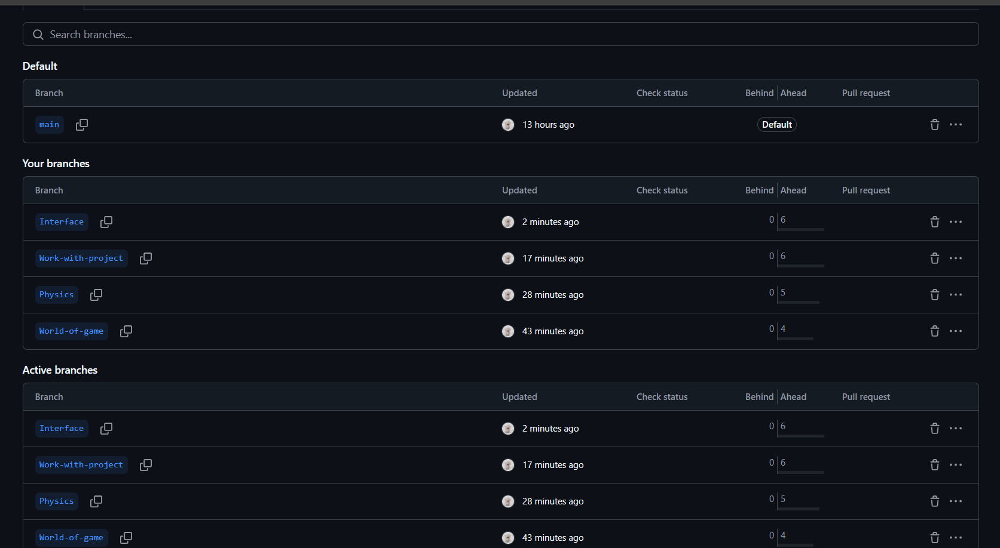 Search branches...
Default
Branch Updated Check status Behind Ahead Pull request
main 13 hours ago Default
Your branches
Branch Updated Check status Behind Ahead Pull request
Interface 2 minutes ago 0 6
Work-with-project 17 minutes ago 0 6
Physics 28 minutes ago 0 5
World-of-game 43 minutes ago 0 4
Active branches
Branch Updated Check status Behind Ahead Pull request
Interface 2 minutes ago 0 6
Work-with-project 17 minutes ago 0 6
Physics 28 minutes ago 0 5
World-of-game 43 minutes ago 0 4